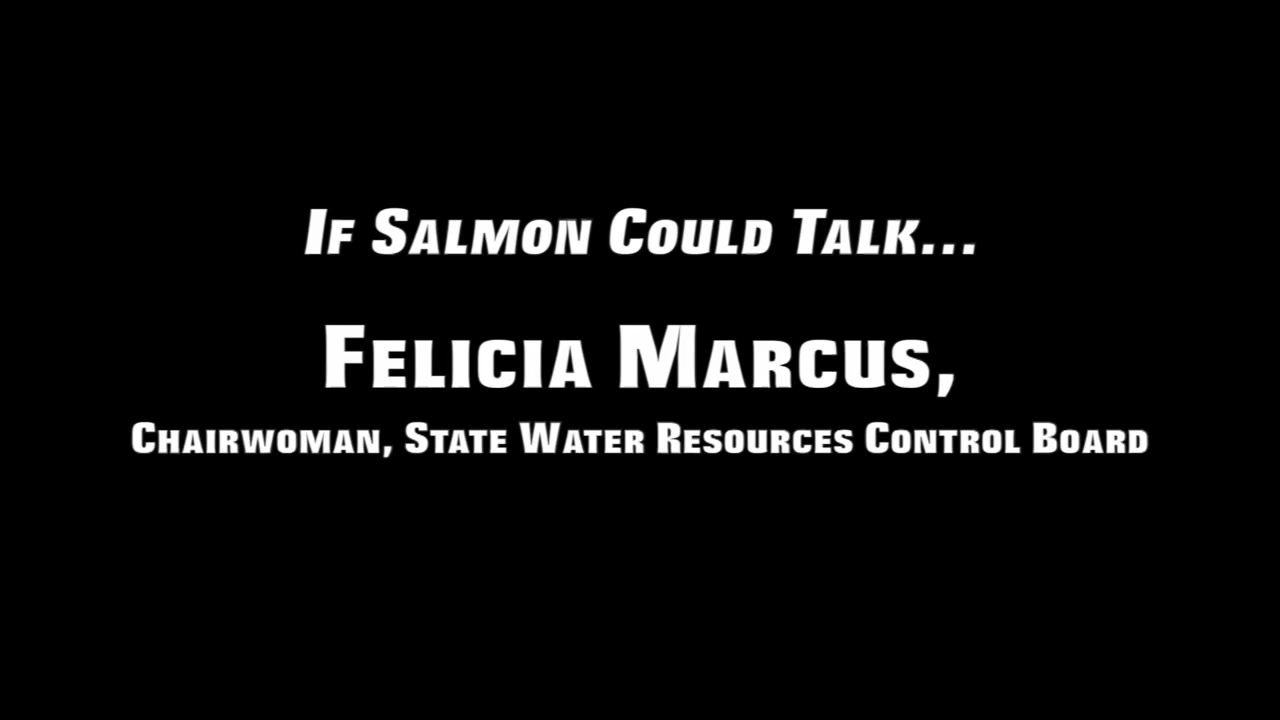 If Salmon Could Talk...
Felicia Marcus,
Chairwoman, State Water Resources Control Board